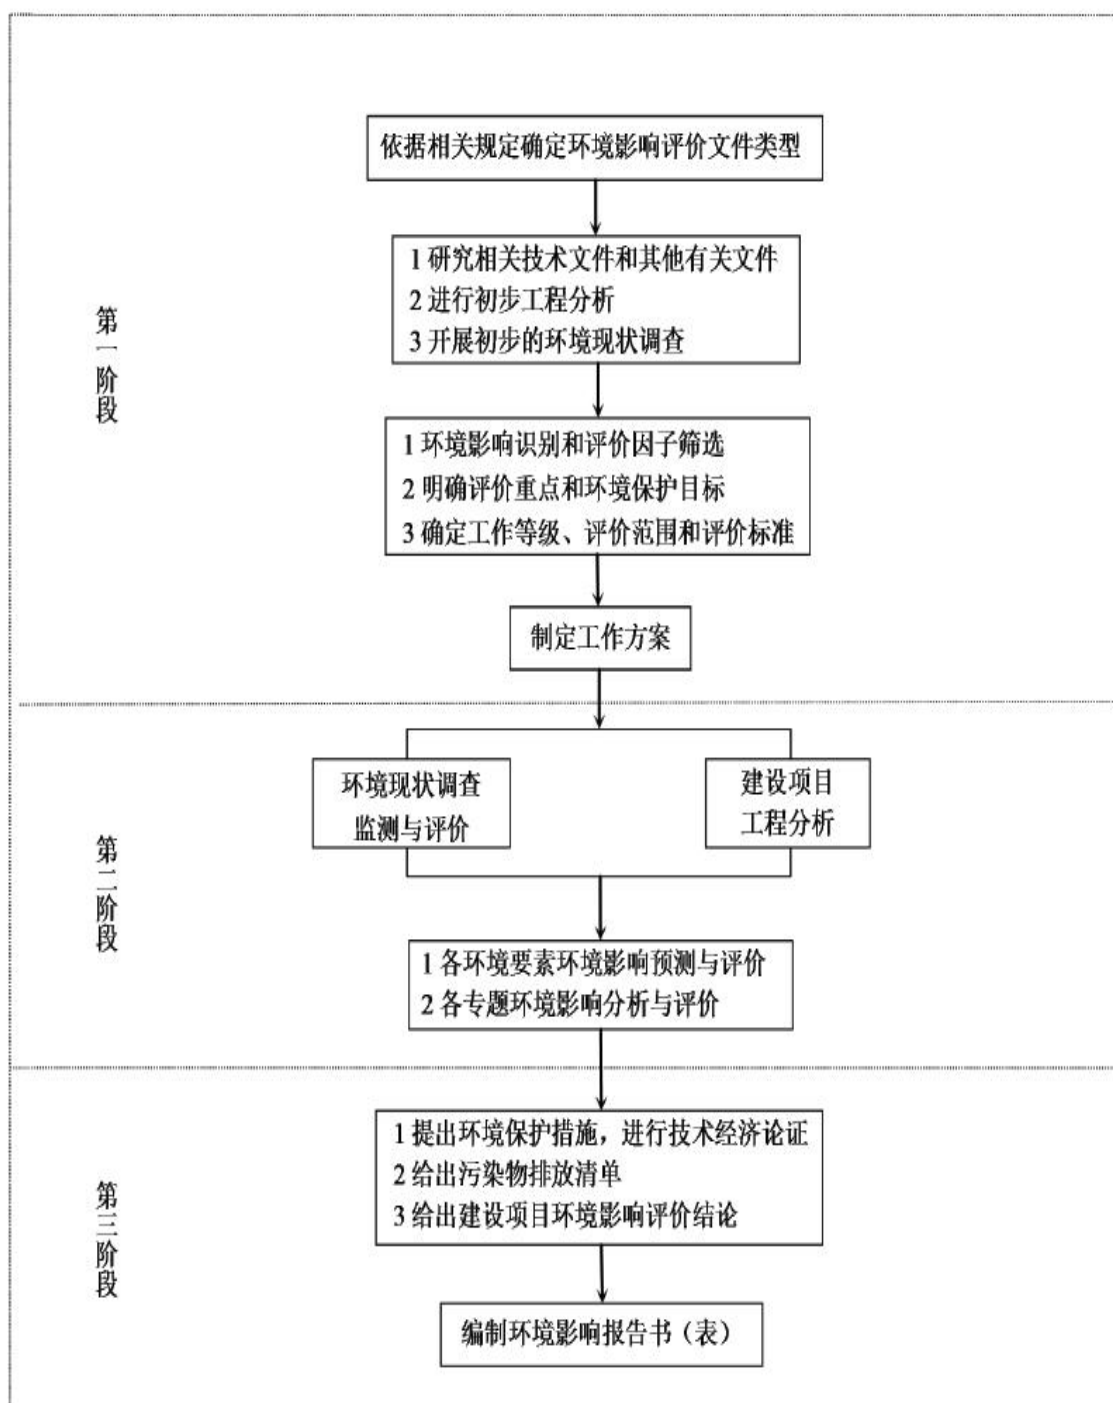 依据相关规定确定环境影响评价文件类型
1 研究相关技术文件和其他有关文件
2 进行初步工程分析
3 开展初步的环境现状调查
第一阶段
1 环境影响识别和评价因子筛选
2 明确评价重点和环境保护目标
3 确定工作等级、评价范围和评价标准
制定工作方案
环境现状调查
监测与评价
建设项目
工程分析
第二阶段
1 各环境要素环境影响预测与评价
2 各专题环境影响分析与评价
1 提出环境保护措施，进行技术经济论证
2 给出污染物排放清单
3 给出建设项目环境影响评价结论
第三阶段
编制环境影响报告书（表）